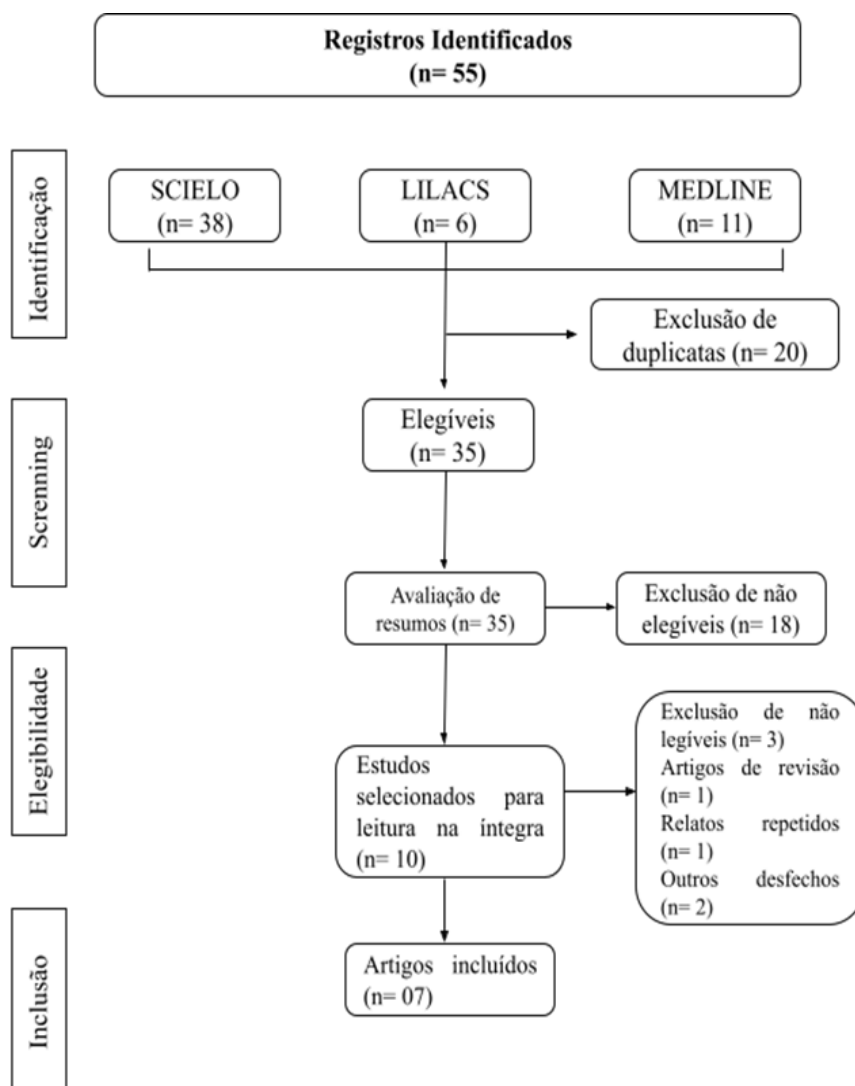 Registros Identificados
(n= 55)
Identificação
SCIELO
(n= 38)
LILACS
(n= 6)
MEDLINE
(n= 11)
Exclusão de
duplicatas (n= 20)
Screnning
Elegíveis
(n= 35)
Avaliação de
resumos (n= 35)
Exclusão de não
elegíveis (n= 18)
Elegibilidade
Estudos
selecionados para
leitura na íntegra
(n= 10)
Exclusão de não
legíveis (n= 3)
Artigos de revisão
(n= 1)
Relatos repetidos
(n= 1)
Outros desfechos
(n= 2)
Inclusão
Artigos incluídos
(n= 07)